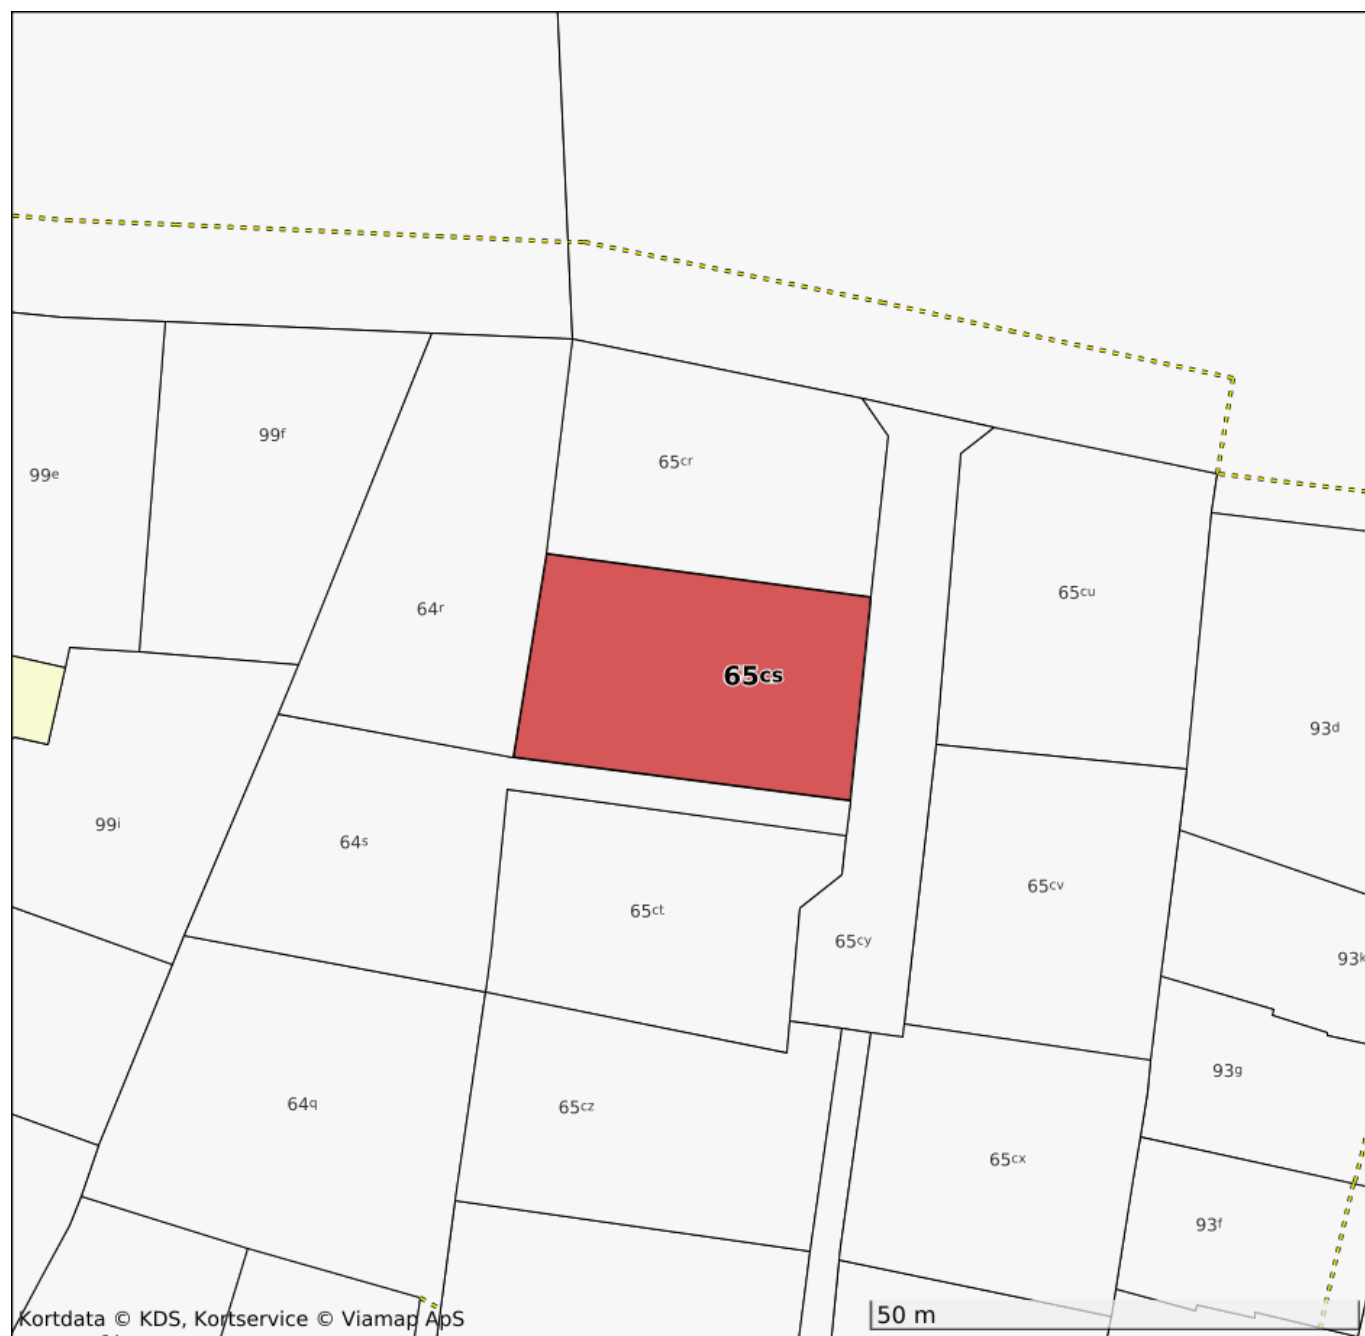 99f
65cr
99e
65cu
64r
65cs
93d
99i
64s
65cv
65ct
65cy
93k
93g
64q
65cz
65cx
93f
50 m
Kortdata © KDS, Kortservice © Viamap ApS